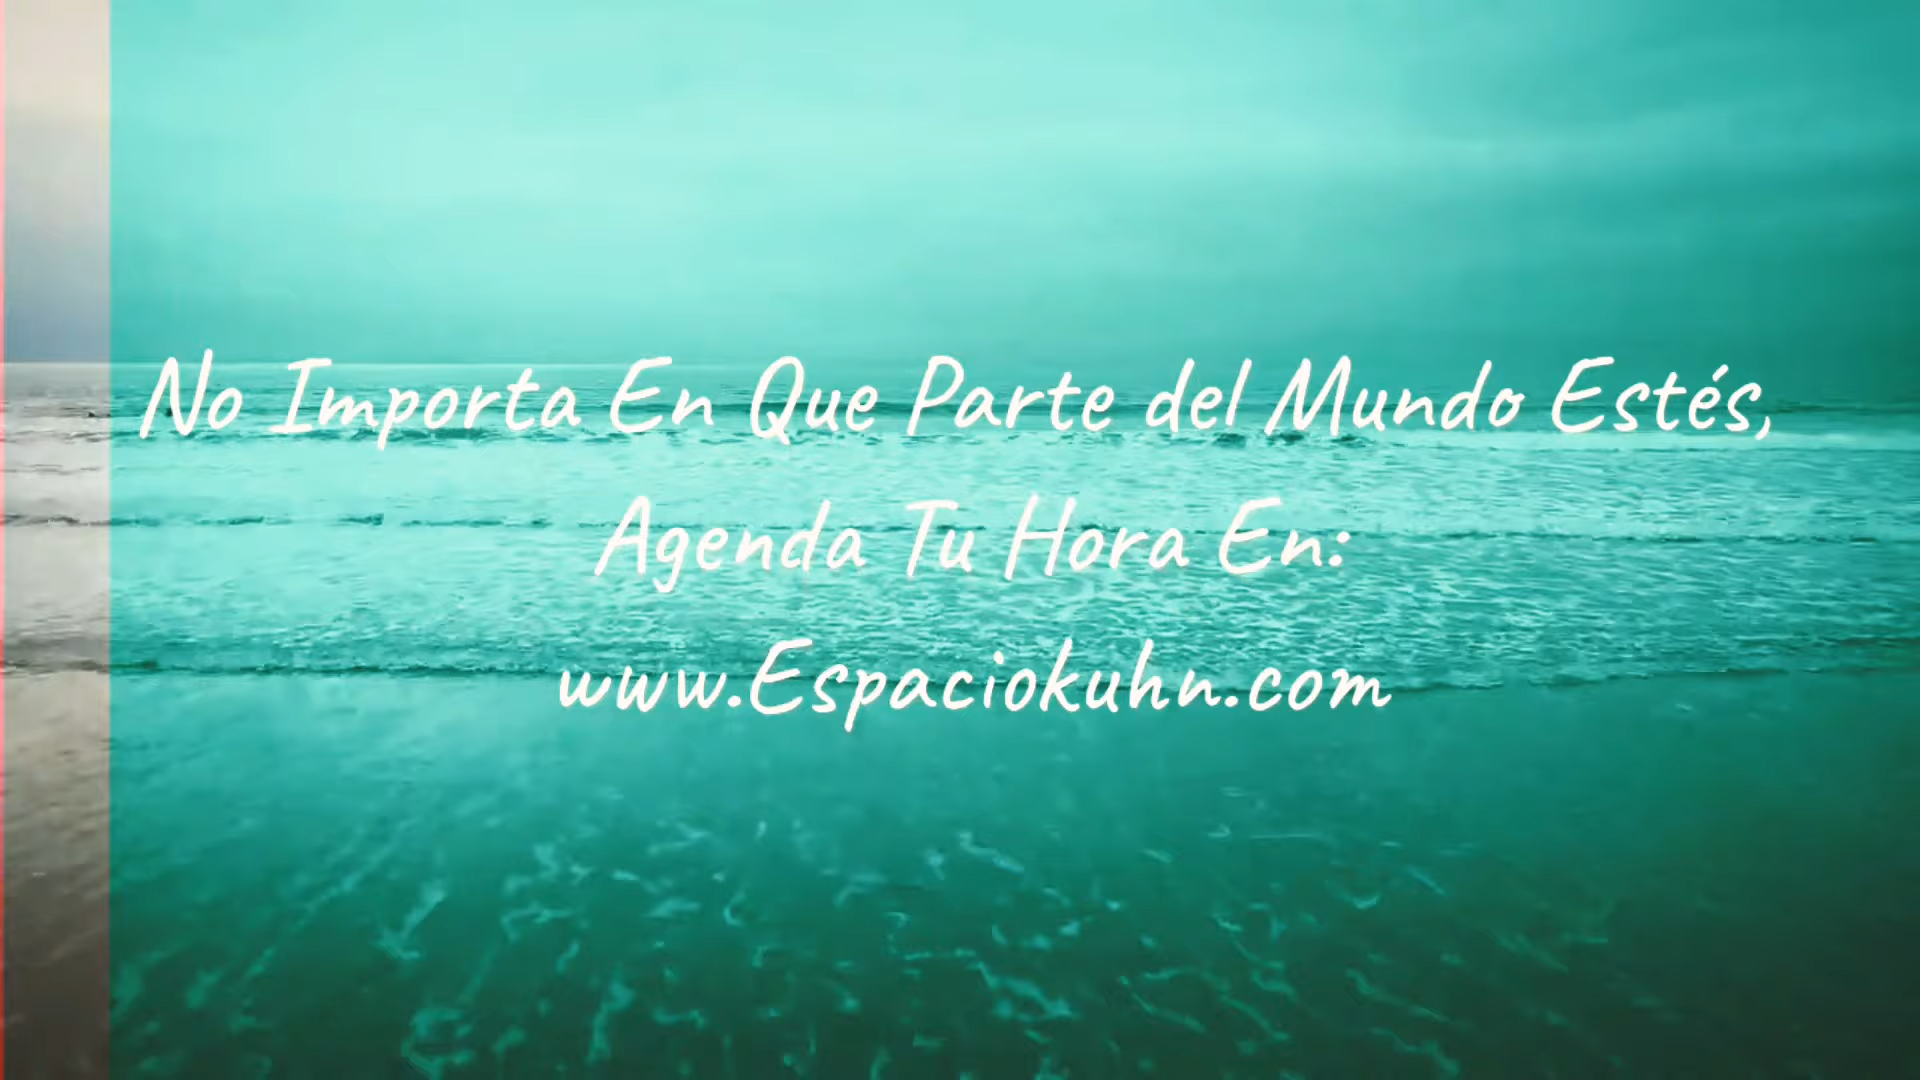 No Importa En Que Parte del Mundo Estés,
Agenda Tu Hora En:
www.Espaciokuhn.com